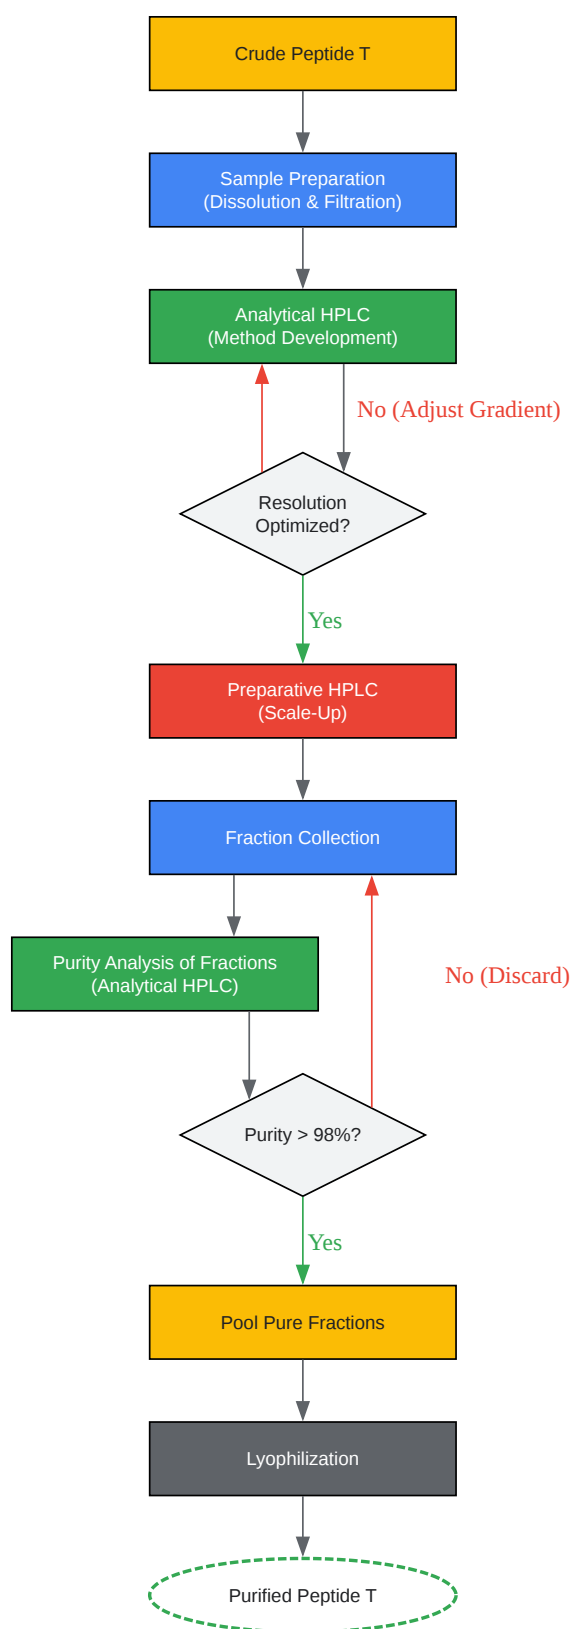 Crude Peptide T
Sample Preparation
(Dissolution & Filtration)
Analytical HPLC
(Method Development)
No (Adjust Gradient)
Resolution
Optimized?
Yes
Preparative HPLC
(Scale-Up)
Fraction Collection
Purity Analysis of Fractions
(Analytical HPLC)
No (Discard)
Purity > 98%?
Yes
Pool Pure Fractions
Lyophilization
Purified Peptide T